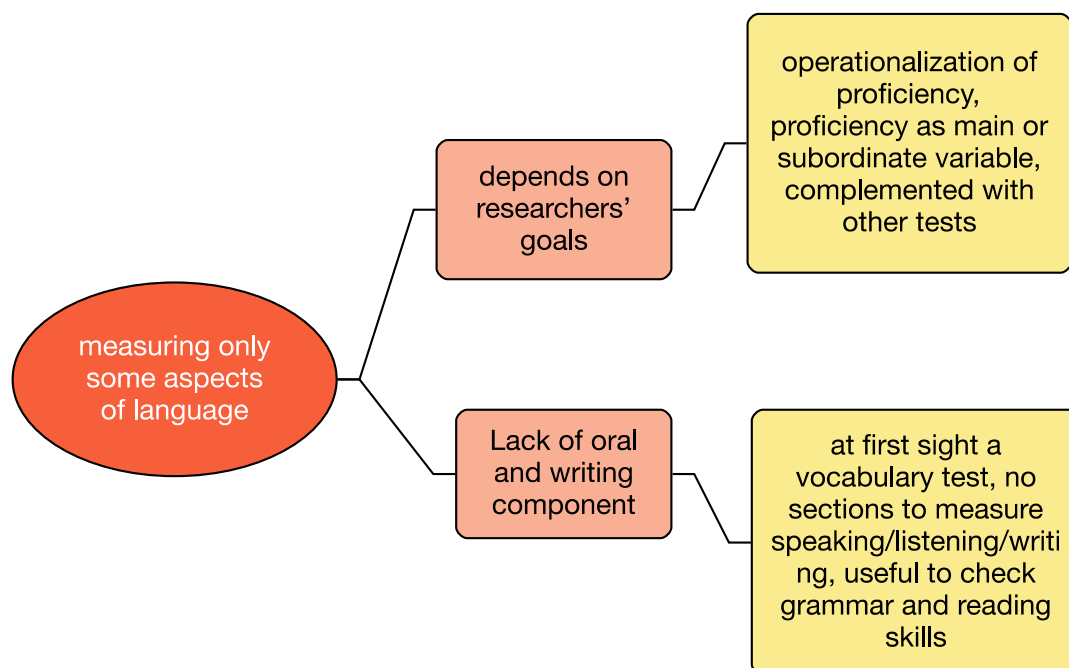 measuring only
some aspects
of language
depends on
researchers’
goals
operationalization of
proficiency,
proficiency as main or
subordinate variable,
complemented with
other tests
Lack of oral
and writing
component
at first sight a
vocabulary test, no
sections to measure
speaking/listening/writi
ng, useful to check
grammar and reading
skills